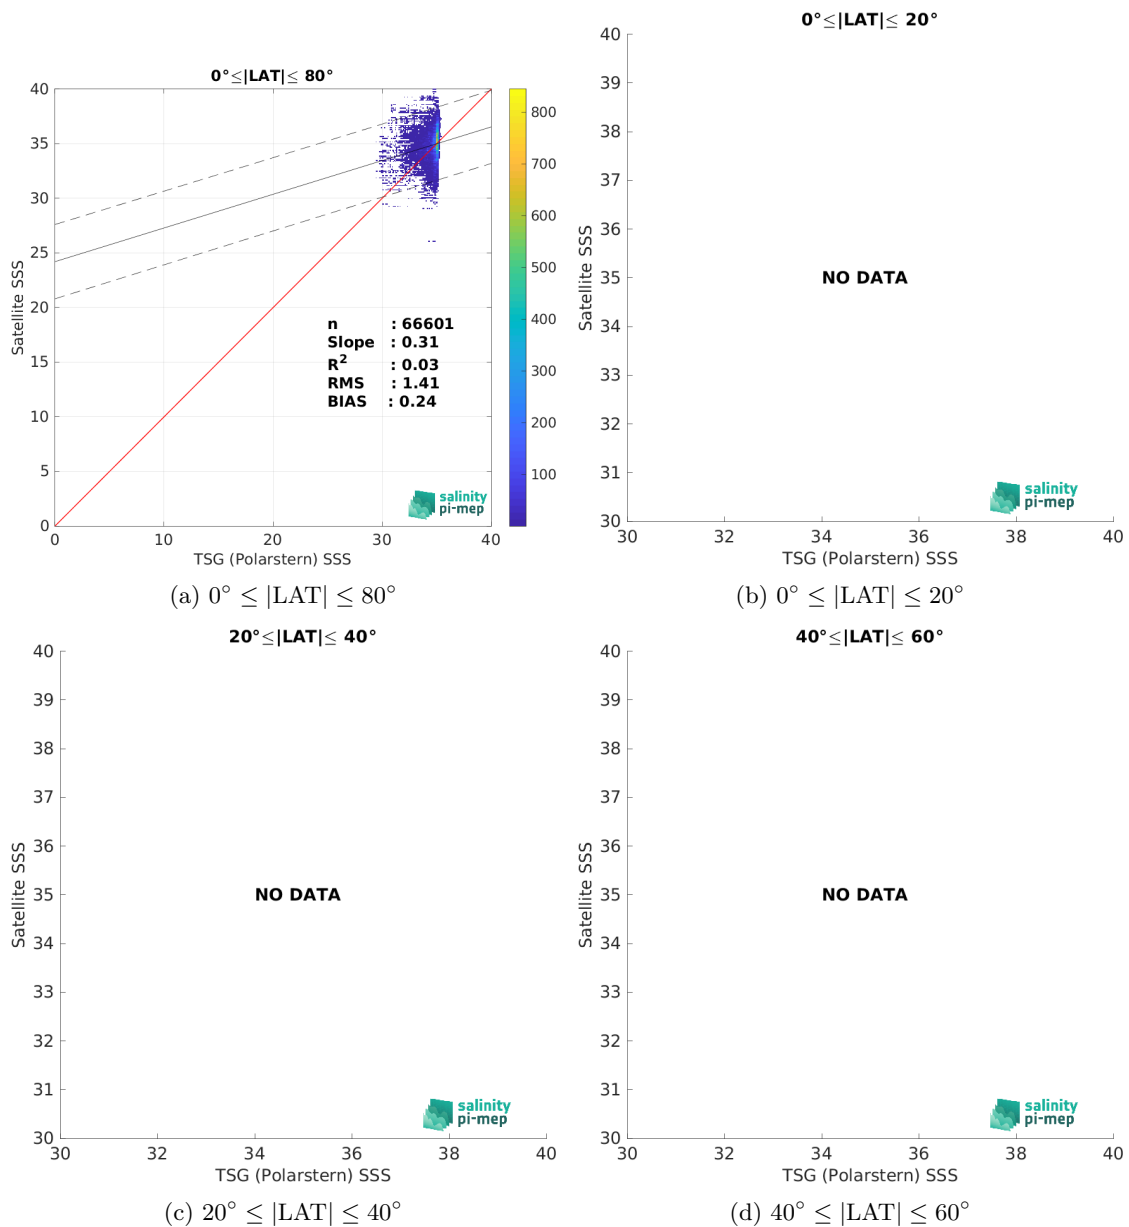 0°≤|LAT|≤ 80°
40
35
30
25
20
15
10
5
0
0
10
20
30
40
Satellite SSS
TSG (Polarstern) SSS
n : 66601
Slope : 0.31
R² : 0.03
RMS : 1.41
BIAS : 0.24
800
700
600
500
400
300
200
100
salinity
pi-mep
(a) 0° ≤ |LAT| ≤ 80°
0°≤|LAT|≤ 20°
40
39
38
37
36
35
34
33
32
31
30
30
32
34
36
38
40
Satellite SSS
NO DATA
salinity
pi-mep
TSG (Polarstern) SSS
(b) 0° ≤ |LAT| ≤ 20°
20°≤|LAT|≤ 40°
40
39
38
37
36
35
34
33
32
31
30
30
32
34
36
38
40
Satellite SSS
NO DATA
salinity
pi-mep
TSG (Polarstern) SSS
(c) 20° ≤ |LAT| ≤ 40°
40°≤|LAT|≤ 60°
40
39
38
37
36
35
34
33
32
31
30
30
32
34
36
38
40
Satellite SSS
NO DATA
salinity
pi-mep
TSG (Polarstern) SSS
(d) 40° ≤ |LAT| ≤ 60°